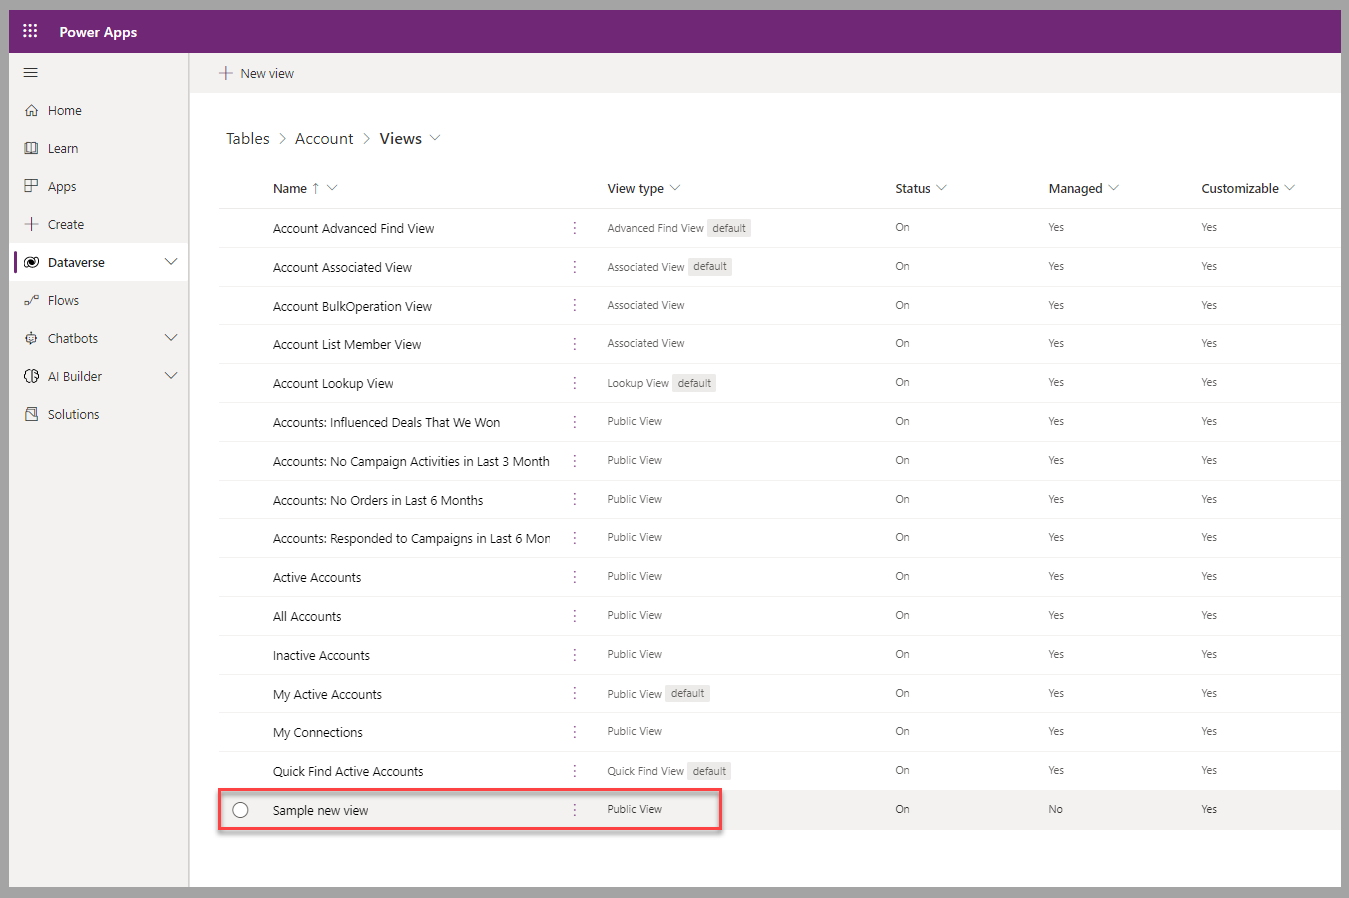 Power Apps
New view
Home
Learn
Apps
Create
Dataverse
Flows
Chatbots
AI Builder
Solutions
Tables > Account > Views
Name ↑ View type Status Managed Customizable
Account Advanced Find View Advanced Find View default On Yes Yes
Account Associated View Associated View default On Yes Yes
Account BulkOperation View Associated View On Yes Yes
Account List Member View Associated View On Yes Yes
Account Lookup View Lookup View default On Yes Yes
Accounts: Influenced Deals That We Won Public View On Yes Yes
Accounts: No Campaign Activities in Last 3 Month Public View On Yes Yes
Accounts: No Orders in Last 6 Months Public View On Yes Yes
Accounts: Responded to Campaigns in Last 6 Mon Public View On Yes Yes
Active Accounts Public View On Yes Yes
All Accounts Public View On Yes Yes
Inactive Accounts Public View On Yes Yes
My Active Accounts Public View default On Yes Yes
My Connections Public View On Yes Yes
Quick Find Active Accounts Quick Find View default On Yes Yes
Sample new view Public View On No Yes